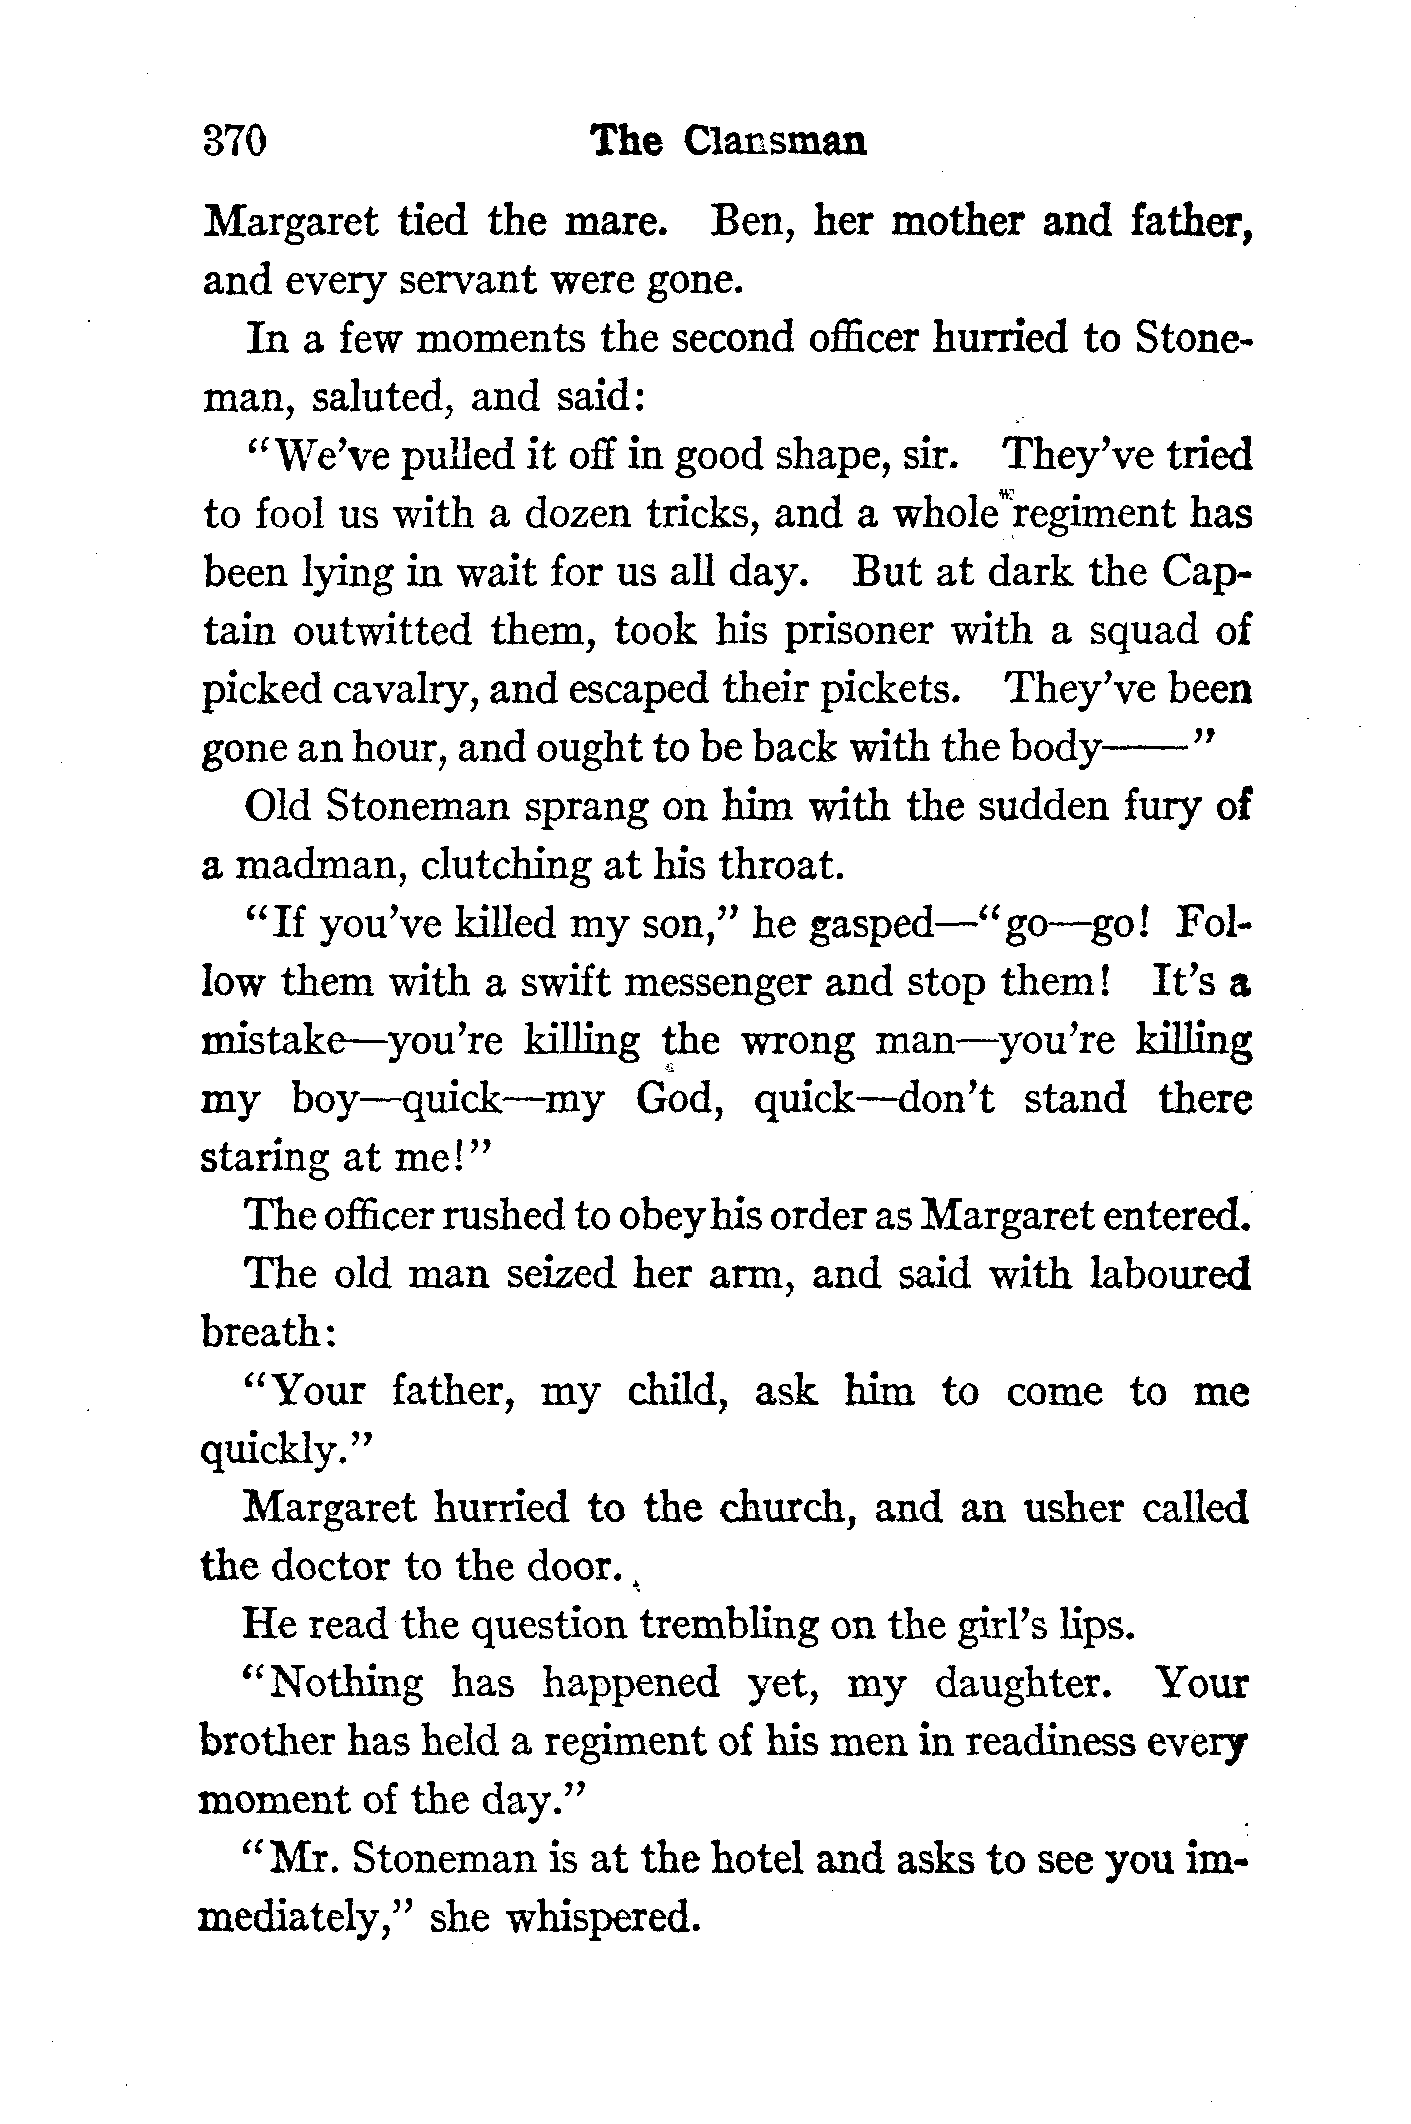 370 The Clansman
Margaret tied the mare. Ben, her mother and father,
and every servant were gone.
In a few moments the second officer hurried to Stone-
man, saluted, and said:
"We've pulled it off in good shape, sir. They've tried
to fool us with a dozen tricks, and a whole regiment has
been lying in wait for us all day. But at dark the Cap-
tain outwitted them, took his prisoner with a squad of
picked cavalry, and escaped their pickets. They've been
gone an hour, and ought to be back with the body——"
Old Stoneman sprang on him with the sudden fury of
a madman, clutching at his throat.
"If you've killed my son," he gasped—"go—go! Fol-
low them with a swift messenger and stop them! It's a
mistake—you're killing the wrong man—you're killing
my boy—quick—my God, quick—don't stand there
staring at me!"
The officer rushed to obey his order as Margaret entered.
The old man seized her arm, and said with laboured
breath:
"Your father, my child, ask him to come to me
quickly."
Margaret hurried to the church, and an usher called
the doctor to the door.
He read the question trembling on the girl's lips.
"Nothing has happened yet, my daughter. Your
brother has held a regiment of his men in readiness every
moment of the day."
"Mr. Stoneman is at the hotel and asks to see you im-
mediately," she whispered.